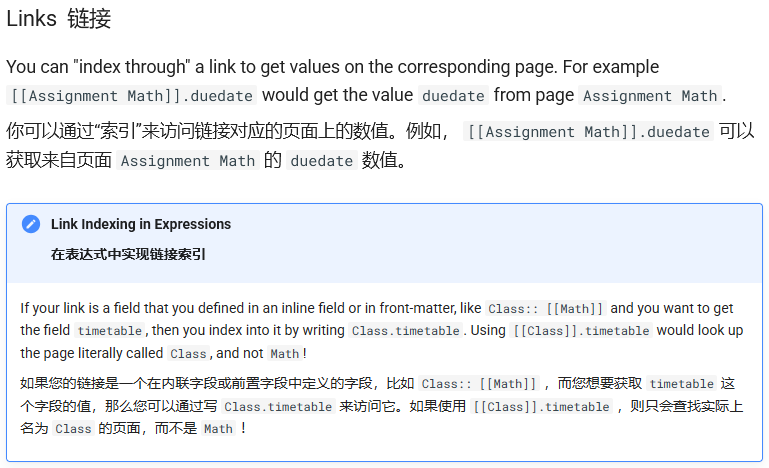 Links 链接
You can "index through" a link to get values on the corresponding page. For example
[[Assignment Math]].duedate would get the value duedate from page Assignment Math.
你可以通过“索引”来访问链接对应的页面上的数值。例如， [[Assignment Math]].duedate 可以
获取来自页面 Assignment Math 的 duedate 数值。
Link Indexing in Expressions
在表达式中实现链接索引
If your link is a field that you defined in an inline field or in front-matter, like Class:: [[Math]] and you want to get
the field timetable, then you index into it by writing Class.timetable. Using [[Class]].timetable would look up
the page literally called Class, and not Math!
如果您的链接是一个在内联字段或前置字段中定义的字段，比如 Class:: [[Math]] ，而您想要获取 timetable 这
个字段的值，那么您可以通过写 Class.timetable 来访问它。如果使用 [[Class]].timetable ，则只会查找实际上
名为 Class 的页面，而不是 Math ！